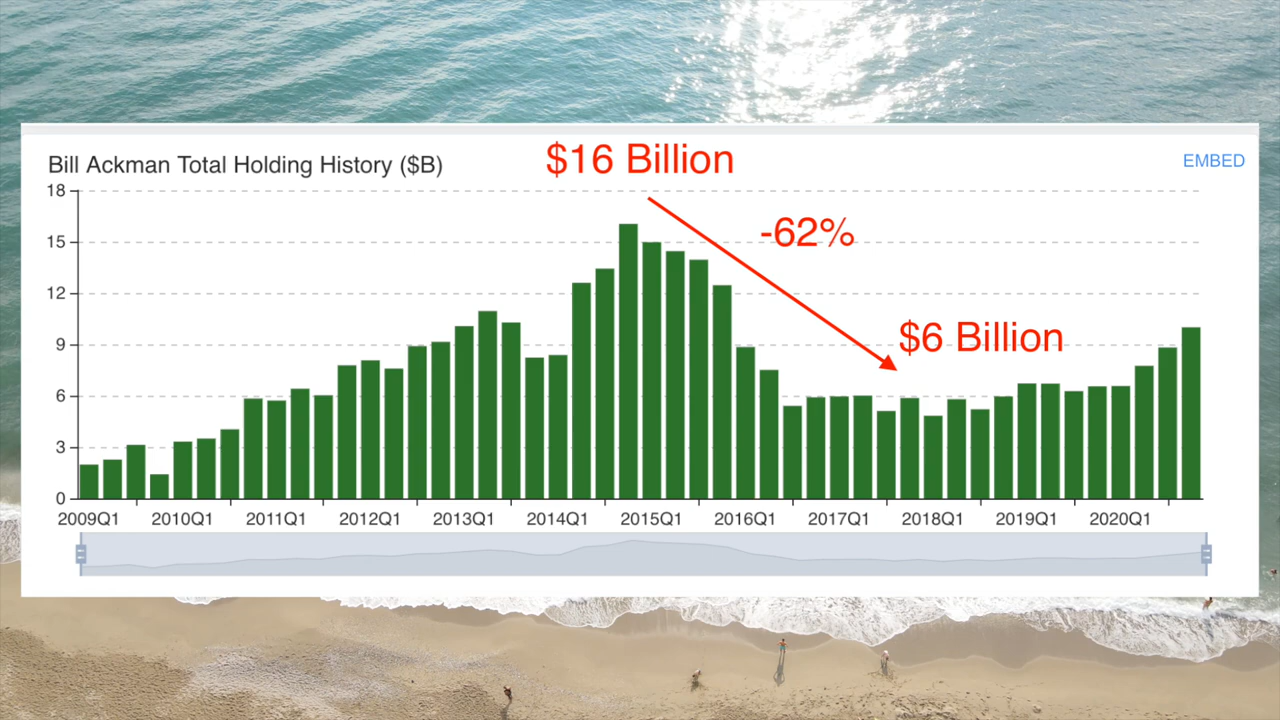 Bill Ackman Total Holding History ($B)
$16 Billion
EMBED
18
-62%
15
12
$6 Billion
9
6
3
0
2009Q1 2010Q1 2011Q1 2012Q1 2013Q1 2014Q1 2015Q1 2016Q1 2017Q1 2018Q1 2019Q1 2020Q1